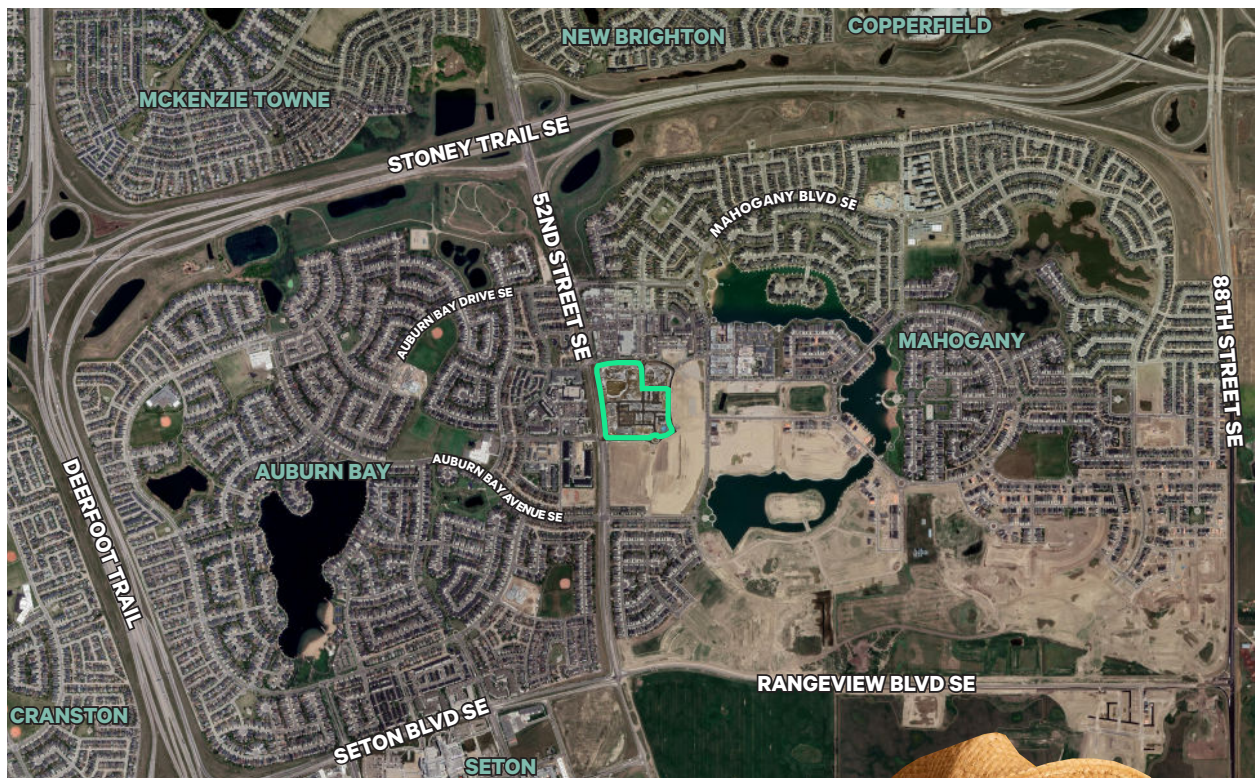 COPPERFIELD
NEW BRIGHTON
MCKENZIE TOWNE
STONEY TRAIL SE
52ND STREET SE
MAHOGANY BLVD SE
AUBURN BAY DRIVE SE
88TH STREET SE
MAHOGANY
DEERFOOT TRAIL
AUBURN BAY
AUBURN BAY AVENUE SE
RANGEVIEW BLVD SE
CRANSTON
SETON BLVD SE
SETON